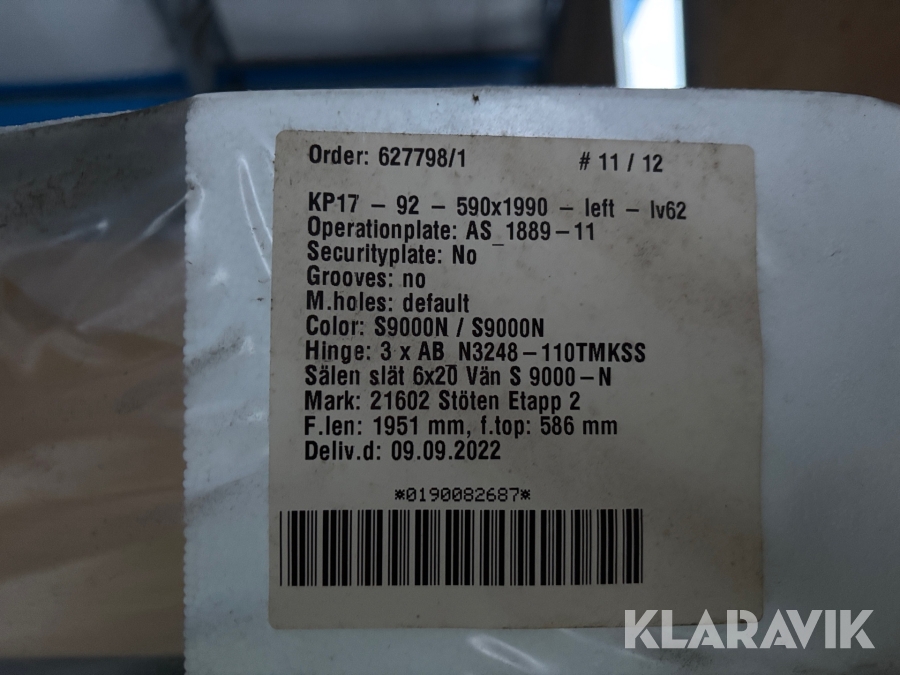 Order: 627798/1 # 11 / 12
KP17 - 92 - 590x1990 - left - lv62
Operationplate: AS_1889-11
Securityplate: No
Grooves: no
M.holes: default
Color: S9000N / S9000N
Hinge: 3 x AB_N3248-110TMKSS
Sälen slät 6x20 Vän S 9000-N
Mark: 21602 Stöten Etapp 2
F.len: 1951 mm, f.top: 586 mm
Deliv.d: 09.09.2022
*0190082687*
KLARAVIK